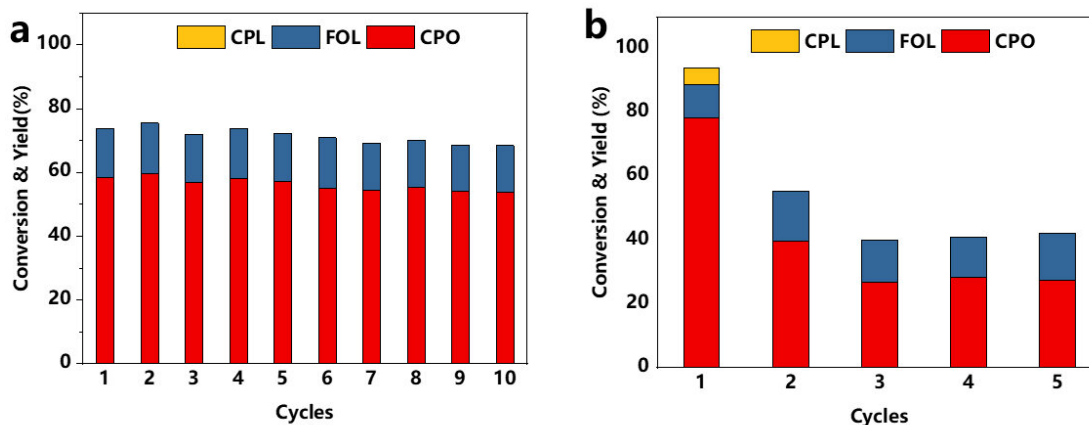 a
CPL FOL CPO
Conversion & Yield(%)
100
80
60
40
20
0
1 2 3 4 5 6 7 8 9 10
Cycles
b
CPL FOL CPO
Conversion & Yield (%)
100
80
60
40
20
0
1 2 3 4 5
Cycles